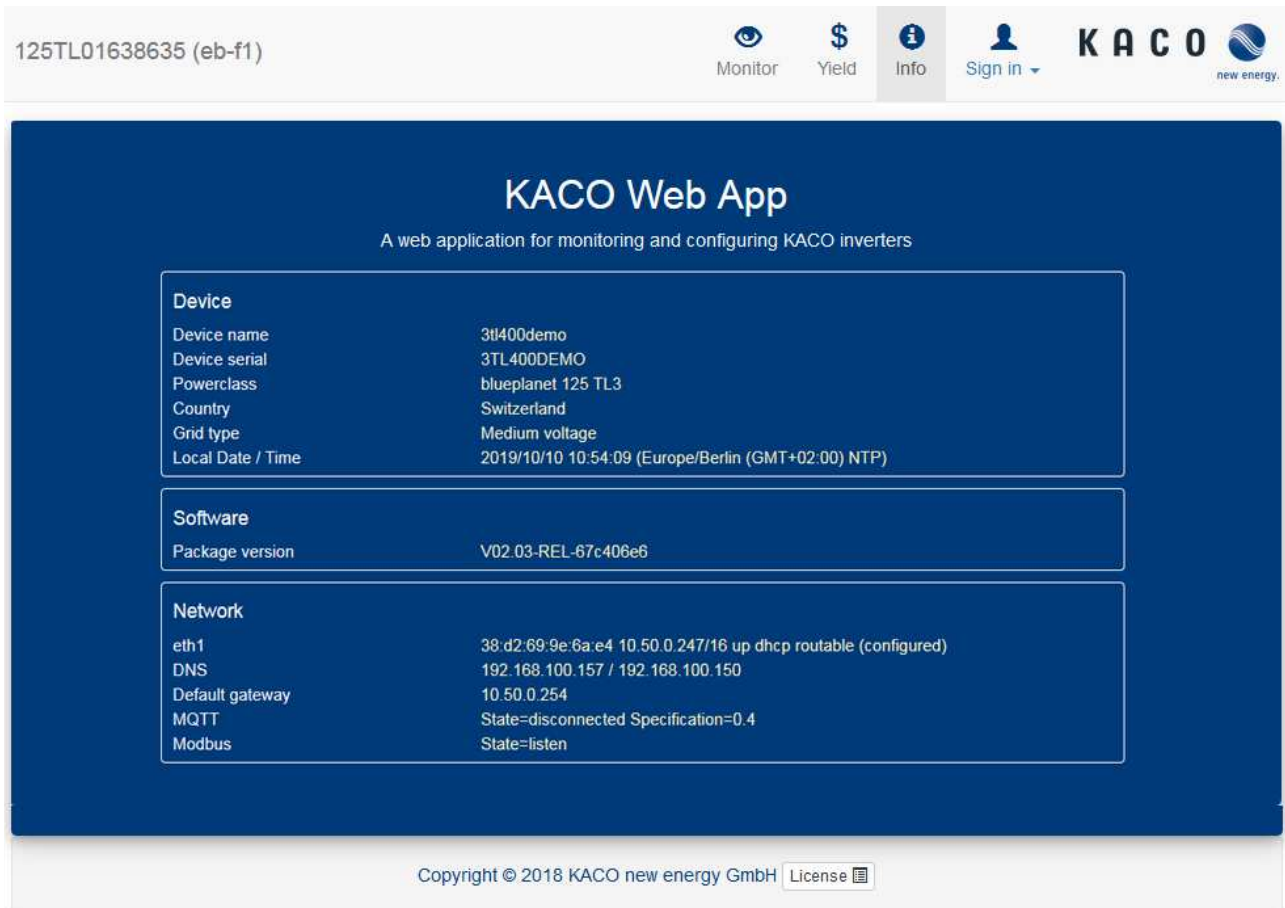 125TL01638635 (eb-f1)
Monitor
$
Yield
Info
Sign in
KACO
new energy.
KACO Web App
A web application for monitoring and configuring KACO inverters
Device
Device name 3tl400demo
Device serial 3TL400DEMO
Powerclass blueplanet 125 TL3
Country Switzerland
Grid type Medium voltage
Local Date / Time 2019/10/10 10:54:09 (Europe/Berlin (GMT+02:00) NTP)
Software
Package version V02.03-REL-67c406e6
Network
eth1 38:d2:69:9e:6a:e4 10.50.0.247/16 up dhcp routable (configured)
DNS 192.168.100.157 / 192.168.100.150
Default gateway 10.50.0.254
MQTT State=disconnected Specification=0.4
Modbus State=listen
Copyright © 2018 KACO new energy GmbH License